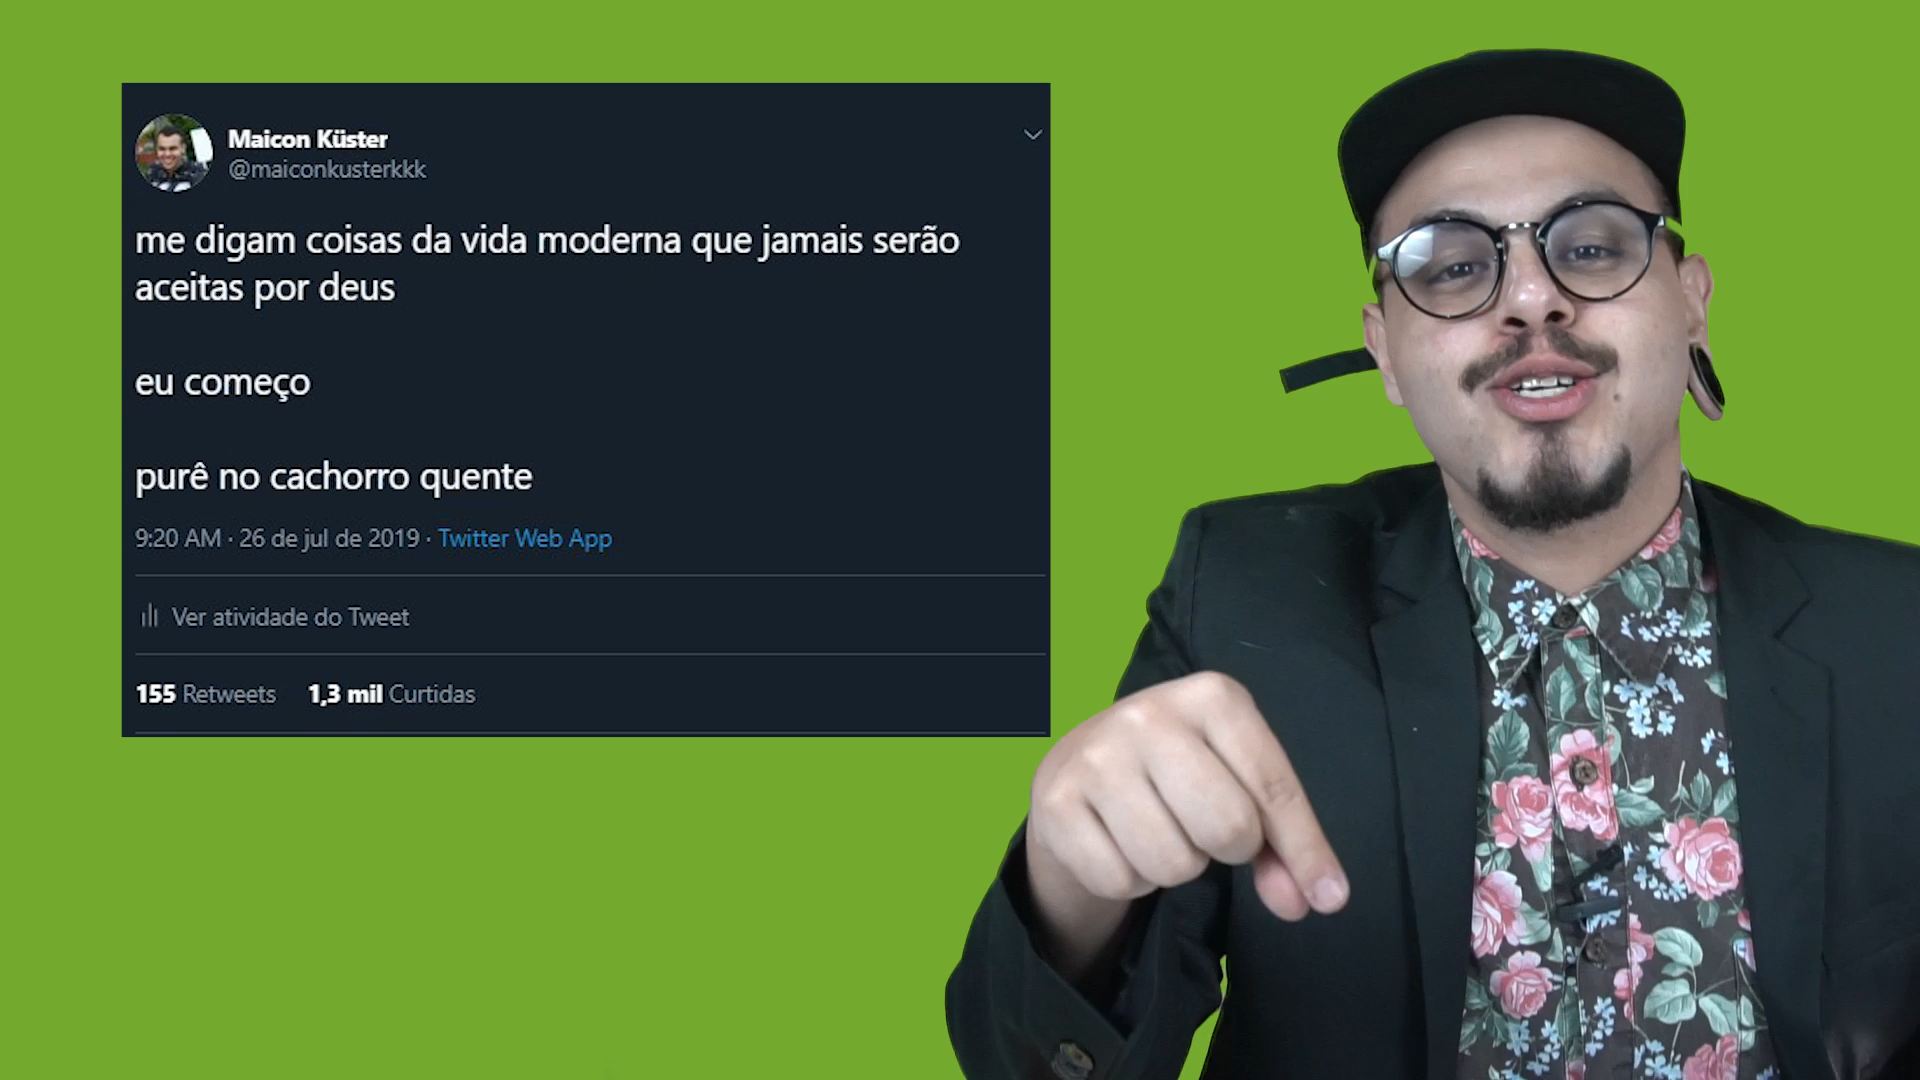 Maicon Küster
@maiconkusterkkk
me digam coisas da vida moderna que jamais serão
aceitas por deus
eu começo
purê no cachorro quente
9:20 AM · 26 de jul de 2019 · Twitter Web App
Ver atividade do Tweet
155 Retweets 1,3 mil Curtidas